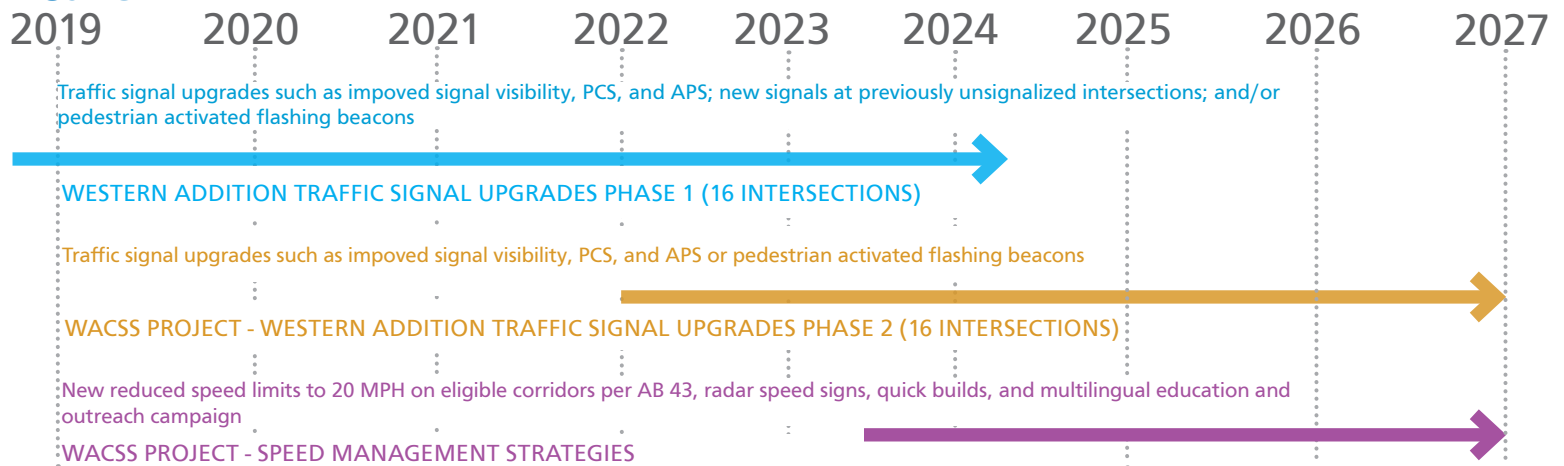 2019 2020 2021 2022 2023 2024 2025 2026 2027
Traffic signal upgrades such as impoved signal visibility, PCS, and APS; new signals at previously unsignalized intersections; and/or
pedestrian activated flashing beacons
WESTERN ADDITION TRAFFIC SIGNAL UPGRADES PHASE 1 (16 INTERSECTIONS)
Traffic signal upgrades such as impoved signal visibility, PCS, and APS or pedestrian activated flashing beacons
WACSS PROJECT - WESTERN ADDITION TRAFFIC SIGNAL UPGRADES PHASE 2 (16 INTERSECTIONS)
New reduced speed limits to 20 MPH on eligible corridors per AB 43, radar speed signs, quick builds, and multilingual education and
outreach campaign
WACSS PROJECT - SPEED MANAGEMENT STRATEGIES